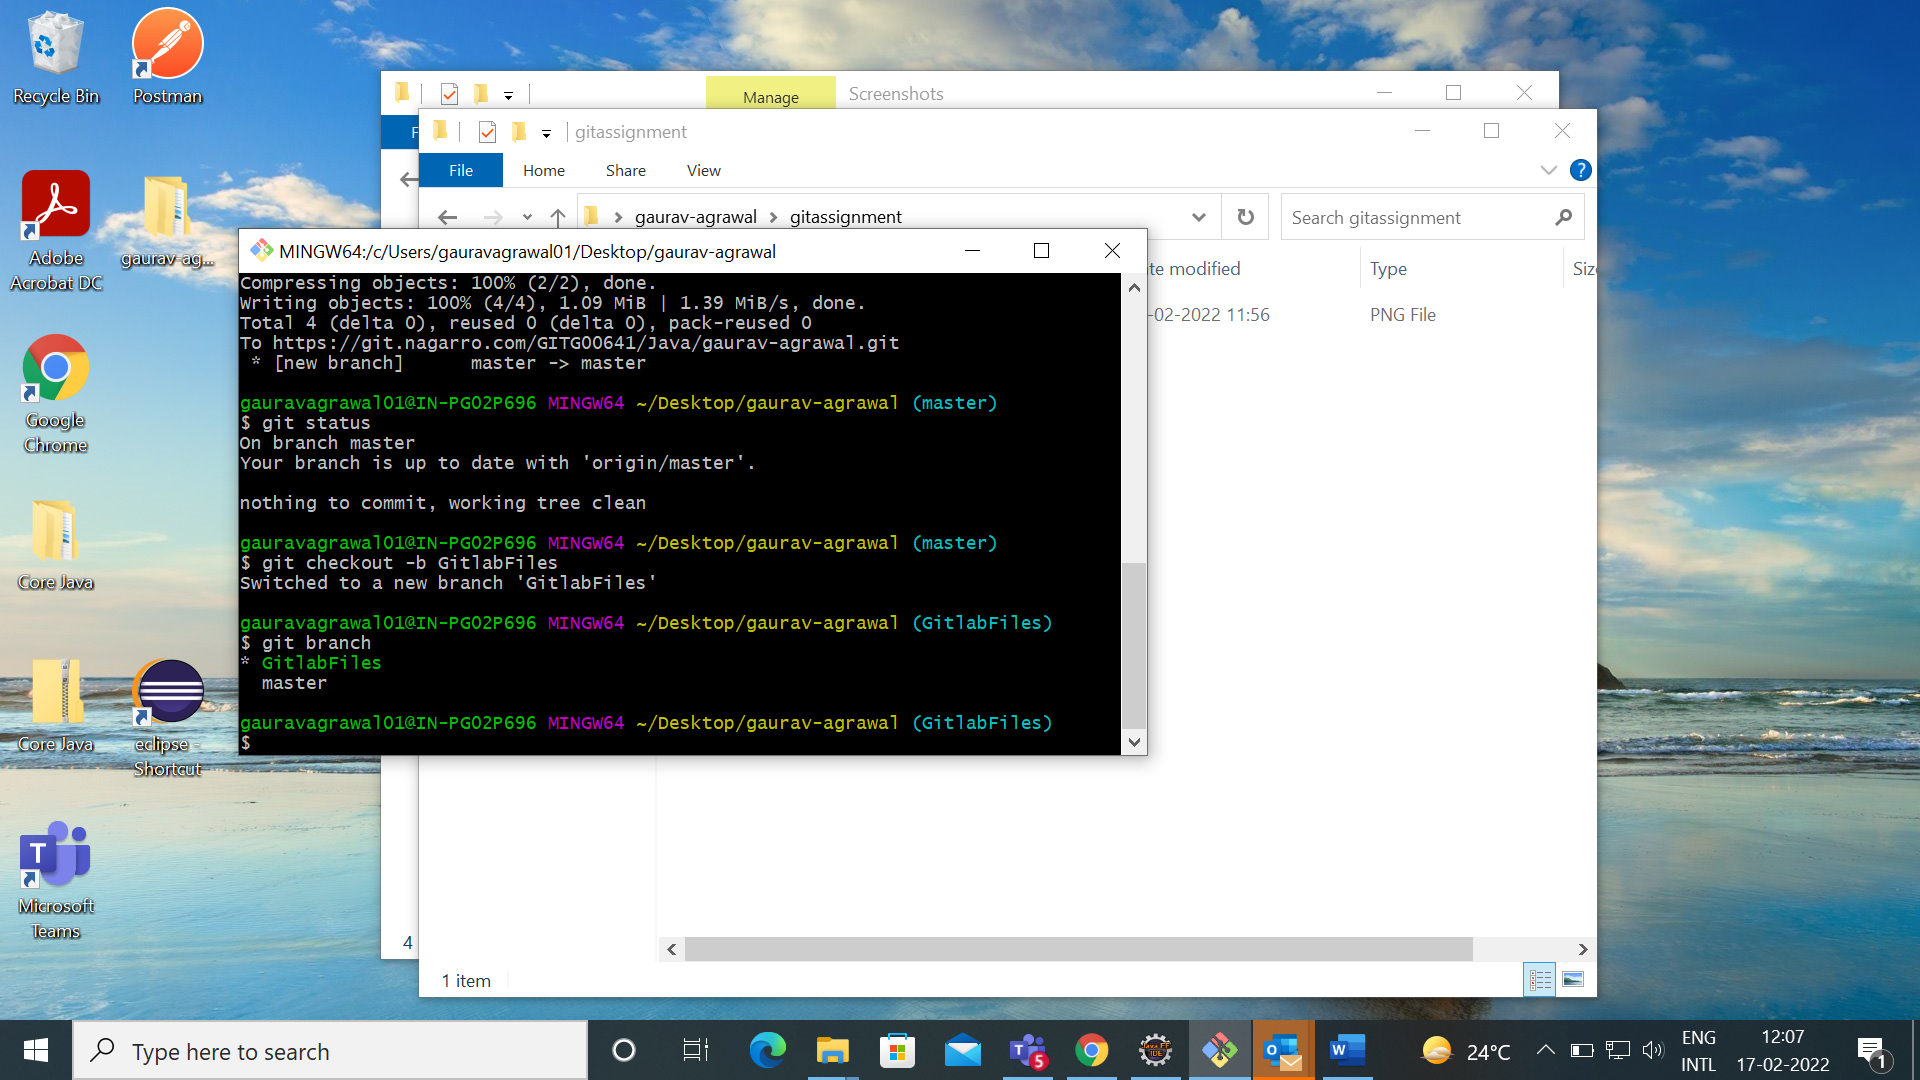 Recycle Bin
Postman
Adobe
Acrobat DC
gaurav-ag...
Google
Chrome
Core Java
Core Java
eclipse -
Shortcut
Microsoft
Teams
Manage
Screenshots
F
4
gitassignment
File
Home
Share
View
gaurav-agrawal
gitassignment
Search gitassignment
te modified
Type
Siz
-02-2022 11:56
PNG File
1 item
MINGW64:/c/Users/gauravagrawal01/Desktop/gaurav-agrawal
Compressing objects: 100% (2/2), done.
Writing objects: 100% (4/4), 1.09 MiB | 1.39 MiB/s, done.
Total 4 (delta 0), reused 0 (delta 0), pack-reused 0
To https://git.nagarro.com/GITG00641/Java/gaurav-agrawal.git
* [new branch]      master -> master
gauravagrawal01@IN-PG02P696 MINGW64 ~/Desktop/gaurav-agrawal (master)
$ git status
On branch master
Your branch is up to date with 'origin/master'.
nothing to commit, working tree clean
gauravagrawal01@IN-PG02P696 MINGW64 ~/Desktop/gaurav-agrawal (master)
$ git checkout -b GitlabFiles
Switched to a new branch 'GitlabFiles'
gauravagrawal01@IN-PG02P696 MINGW64 ~/Desktop/gaurav-agrawal (GitlabFiles)
$ git branch
* GitlabFiles
master
gauravagrawal01@IN-PG02P696 MINGW64 ~/Desktop/gaurav-agrawal (GitlabFiles)
$
Type here to search
5
24°C
ENG
INTL
12:07
17-02-2022
1